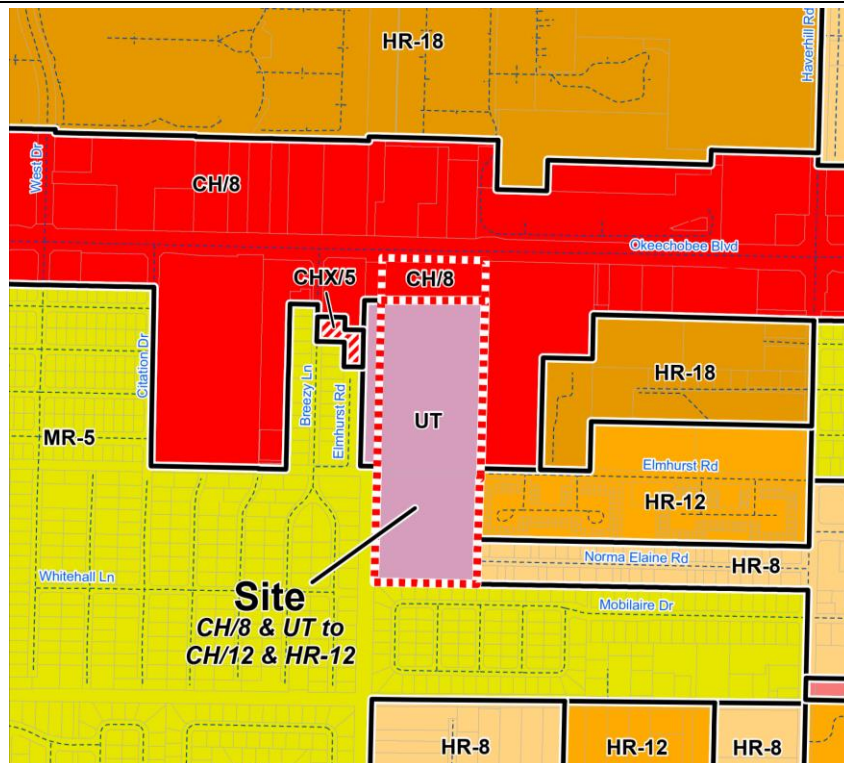 HR-18
Haverhill Rd
West Dr
CH/8
Okeechobee Blvd
CHX/5
CH/8
Citation Dr
Breezy Ln
Elmhurst Rd
HR-18
UT
MR-5
Elmhurst Rd
HR-12
Norma Elaine Rd
HR-8
Whitehall Ln
Site
CH/8 & UT to
CH/12 & HR-12
Mobilaire Dr
HR-8
HR-12
HR-8